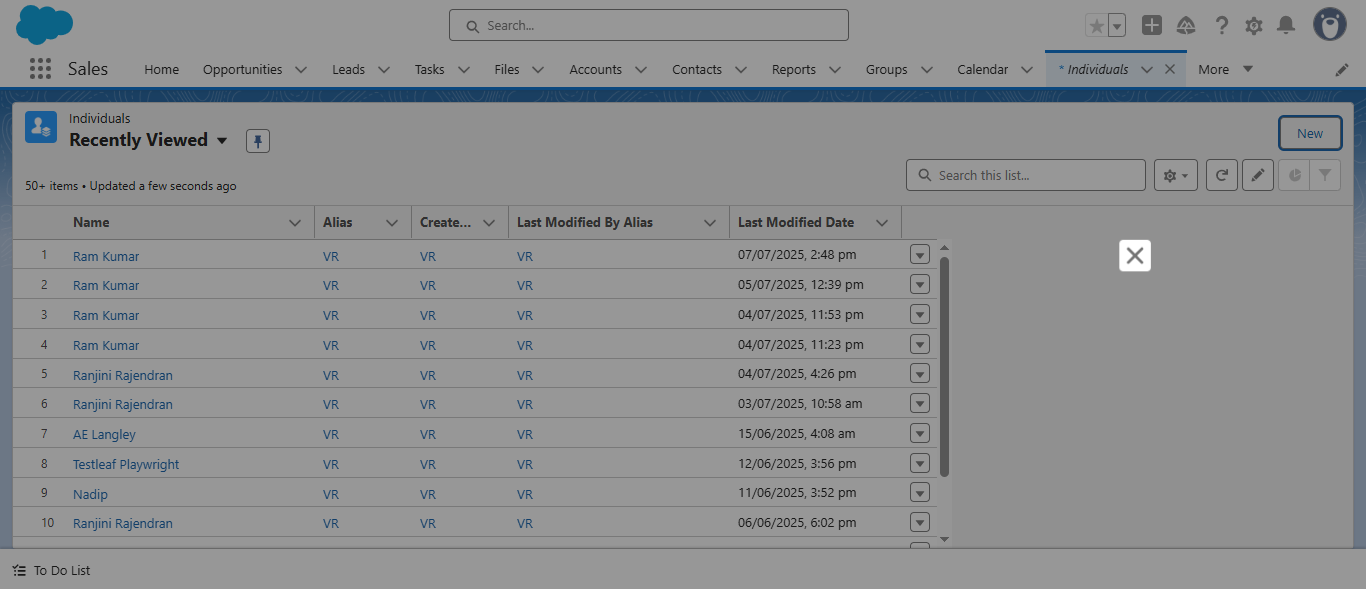 Search...
Sales
Home
Opportunities
Leads
Tasks
Files
Accounts
Contacts
Reports
Groups
Calendar
* Individuals
More
Individuals
Recently Viewed
New
50+ items • Updated a few seconds ago
Search this list...
Name Alias Create... Last Modified By Alias Last Modified Date
1 Ram Kumar VR VR VR 07/07/2025, 2:48 pm
2 Ram Kumar VR VR VR 05/07/2025, 12:39 pm
3 Ram Kumar VR VR VR 04/07/2025, 11:53 pm
4 Ram Kumar VR VR VR 04/07/2025, 11:23 pm
5 Ranjini Rajendran VR VR VR 04/07/2025, 4:26 pm
6 Ranjini Rajendran VR VR VR 03/07/2025, 10:58 am
7 AE Langley VR VR VR 15/06/2025, 4:08 am
8 Testleaf Playwright VR VR VR 12/06/2025, 3:56 pm
9 Nadip VR VR VR 11/06/2025, 3:52 pm
10 Ranjini Rajendran VR VR VR 06/06/2025, 6:02 pm
To Do List